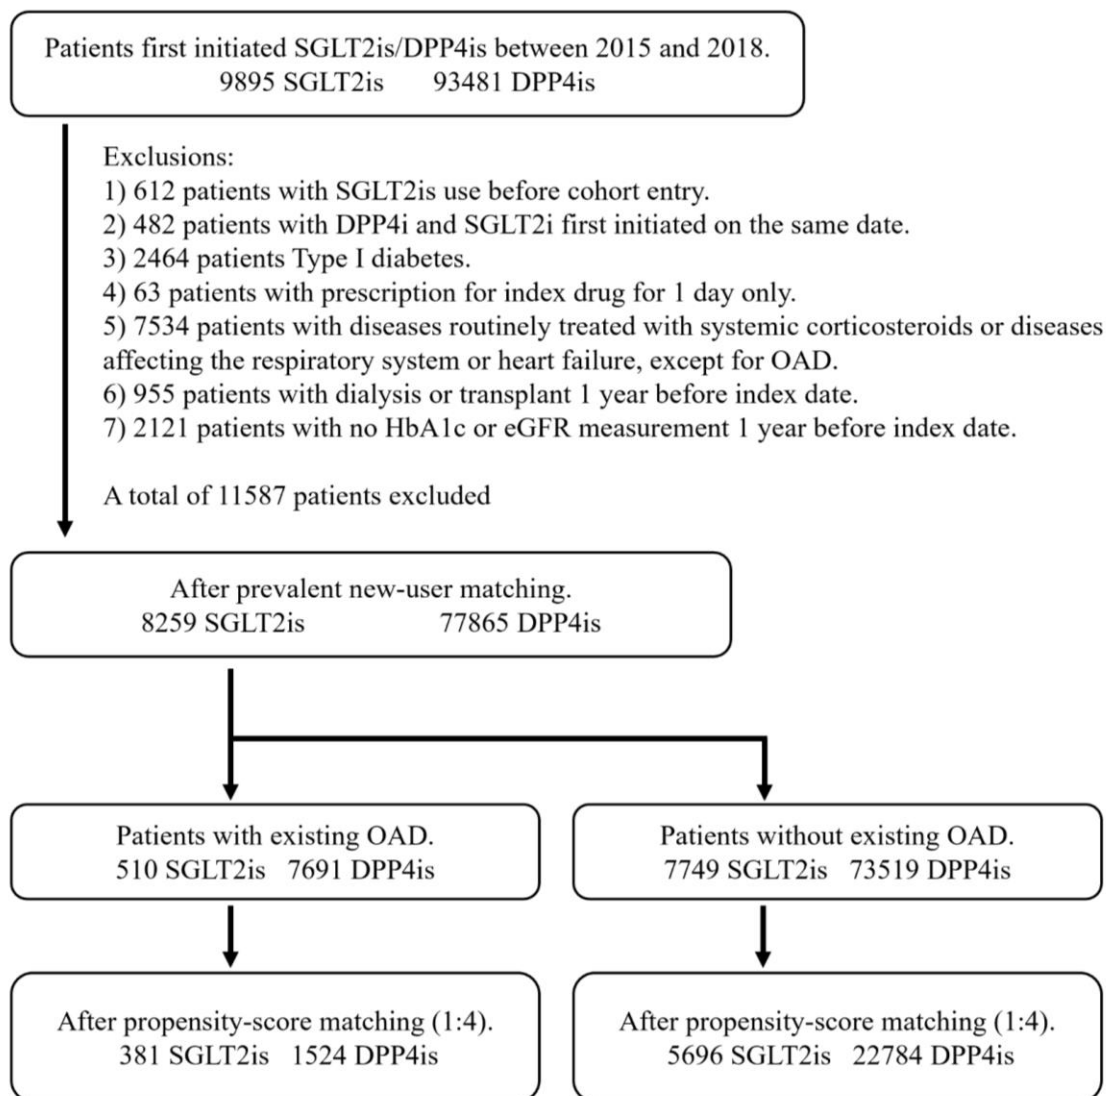 Patients first initiated SGLT2is/DPP4is between 2015 and 2018.
9895 SGLT2is 93481 DPP4is
Exclusions:
1) 612 patients with SGLT2is use before cohort entry.
2) 482 patients with DPP4i and SGLT2i first initiated on the same date.
3) 2464 patients Type I diabetes.
4) 63 patients with prescription for index drug for 1 day only.
5) 7534 patients with diseases routinely treated with systemic corticosteroids or diseases
affecting the respiratory system or heart failure, except for OAD.
6) 955 patients with dialysis or transplant 1 year before index date.
7) 2121 patients with no HbA1c or eGFR measurement 1 year before index date.
A total of 11587 patients excluded
After prevalent new-user matching.
8259 SGLT2is 77865 DPP4is
Patients with existing OAD.
510 SGLT2is 7691 DPP4is
Patients without existing OAD.
7749 SGLT2is 73519 DPP4is
After propensity-score matching (1:4).
381 SGLT2is 1524 DPP4is
After propensity-score matching (1:4).
5696 SGLT2is 22784 DPP4is